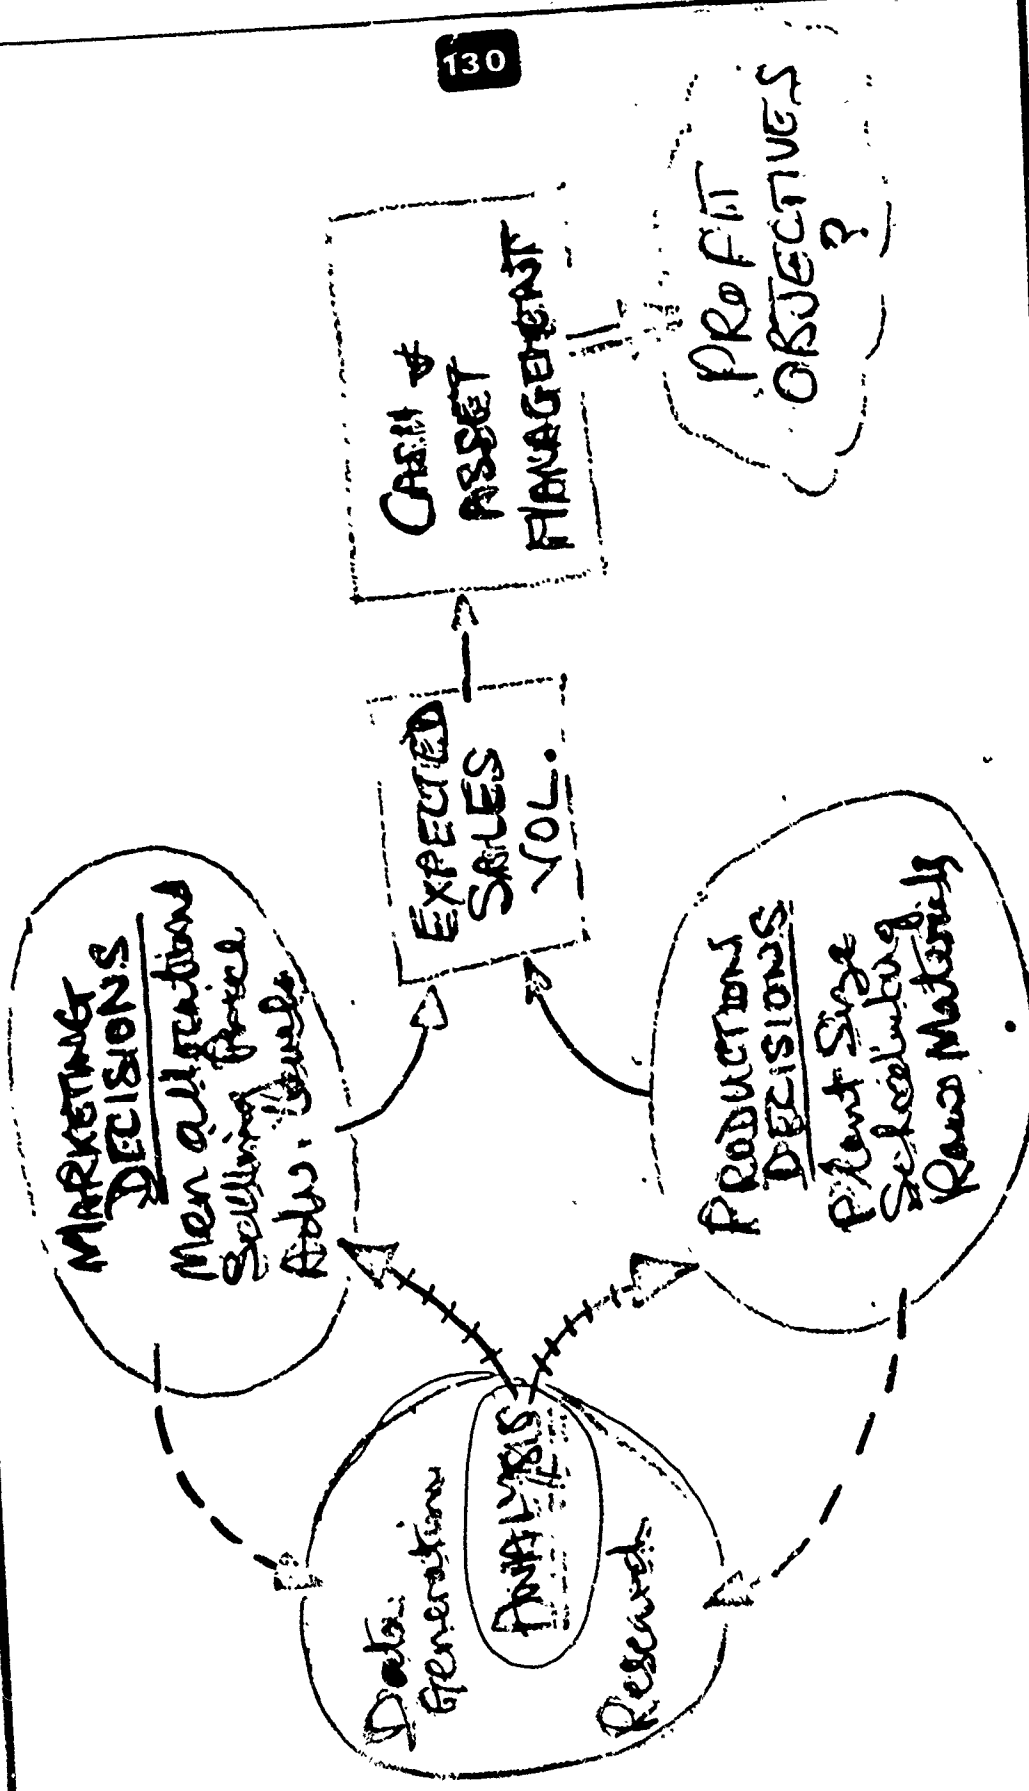 130
MARKETING
DECISIONS
Men allocations
Selling Price
Adv. levels
Data
Generation
ANALYSIS
Research
EXPECTED
SALES
VOL.
CASH &
ASSET
MANAGEMENT
PRODUCTION
DECISIONS
Plant Size
Scheduling
Raw Materials
PROFIT
OBJECTIVES
?